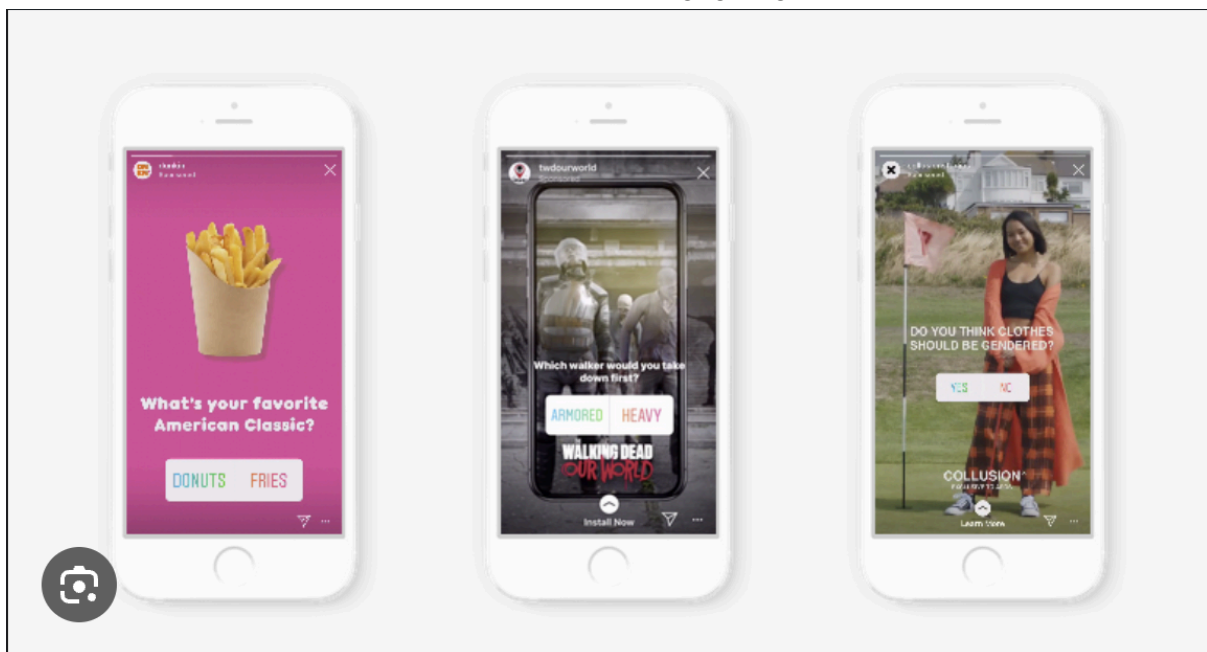 What's your favorite
American Classic?
DONUTS FRIES
twdourworld
Sponsored
Which walker would you take
down first?
ARMORED HEAVY
WALKING DEAD
OUR WORLD
Install Now
DO YOU THINK CLOTHES
SHOULD BE GENDERED?
YES NO
COLLUSION
Learn More